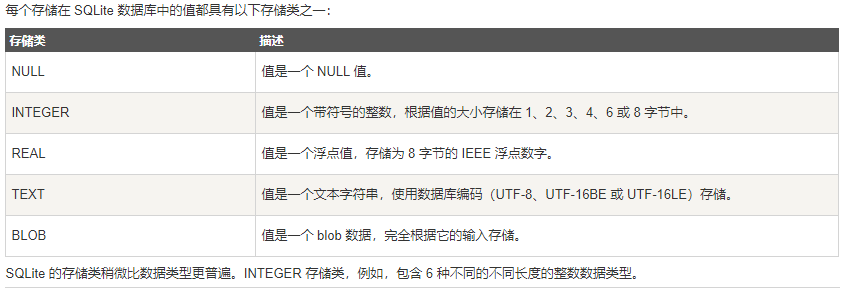 每个存储在 SQLite 数据库中的值都具有以下存储类之一：
存储类 描述
NULL 值是一个 NULL 值。
INTEGER 值是一个带符号的整数，根据值的大小存储在 1、2、3、4、6 或 8 字节中。
REAL 值是一个浮点值，存储为 8 字节的 IEEE 浮点数字。
TEXT 值是一个文本字符串，使用数据库编码（UTF-8、UTF-16BE 或 UTF-16LE）存储。
BLOB 值是一个 blob 数据，完全根据它的输入存储。
SQLite 的存储类稍微比数据类型更普遍。INTEGER 存储类，例如，包含 6 种不同的不同长度的整数数据类型。